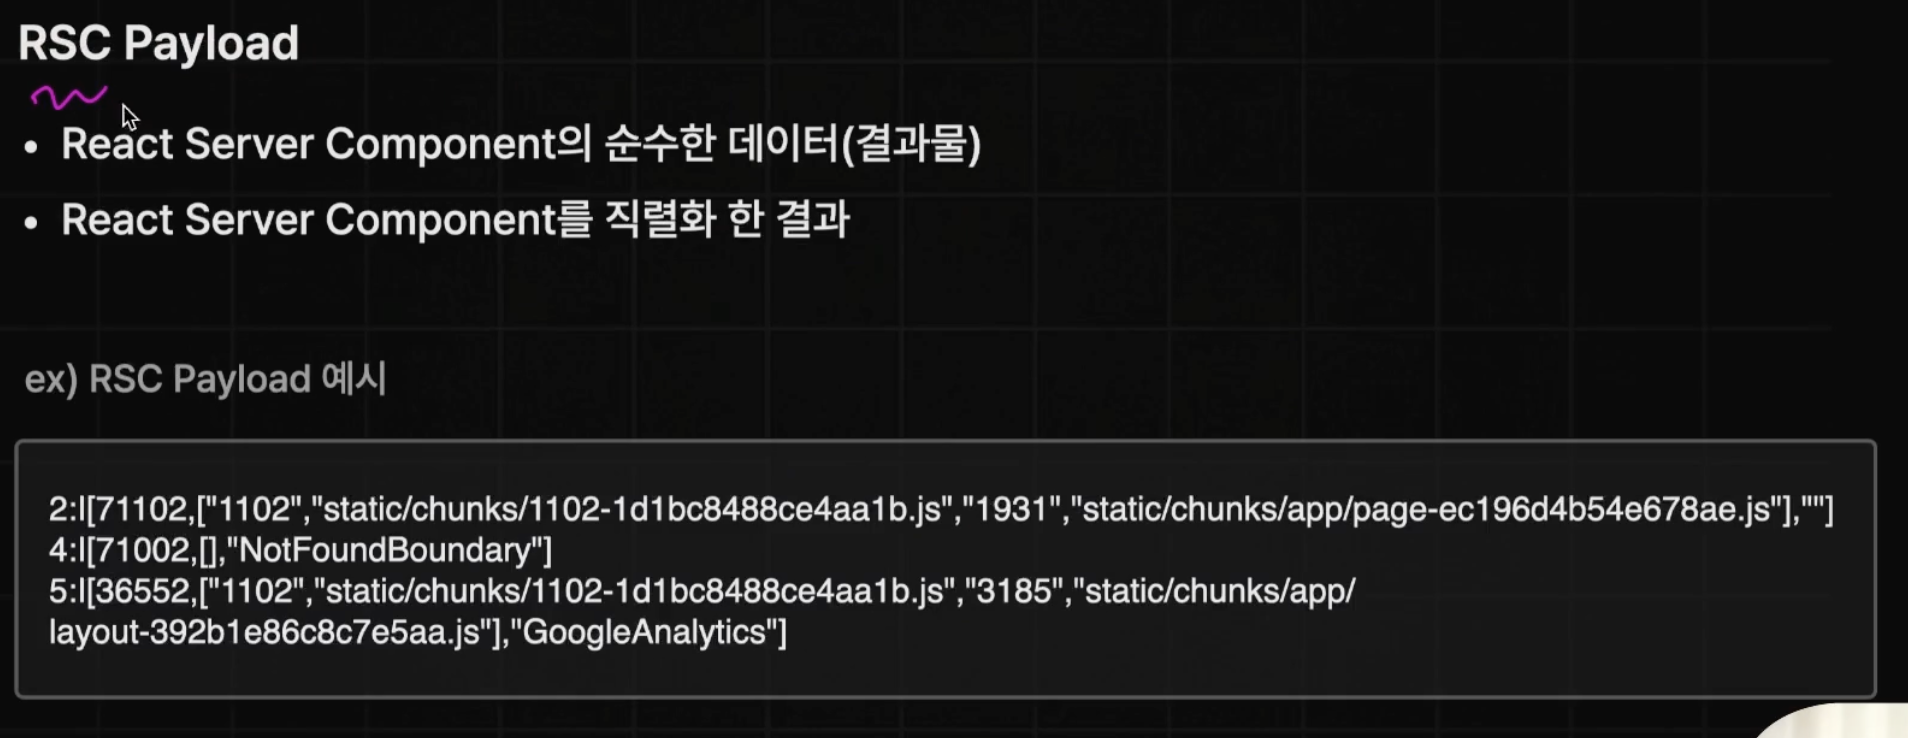 RSC Payload
• React Server Component의 순수한 데이터(결과물)
• React Server Component를 직렬화 한 결과
ex) RSC Payload 예시
2:I[71102,["1102","static/chunks/1102-1d1bc8488ce4aa1b.js","1931","static/chunks/app/page-ec196d4b54e678ae.js"],""]
4:I[71002,[],"NotFoundBoundary"]
5:I[36552,["1102","static/chunks/1102-1d1bc8488ce4aa1b.js","3185","static/chunks/app/
layout-392b1e86c8c7e5aa.js"],"GoogleAnalytics"]